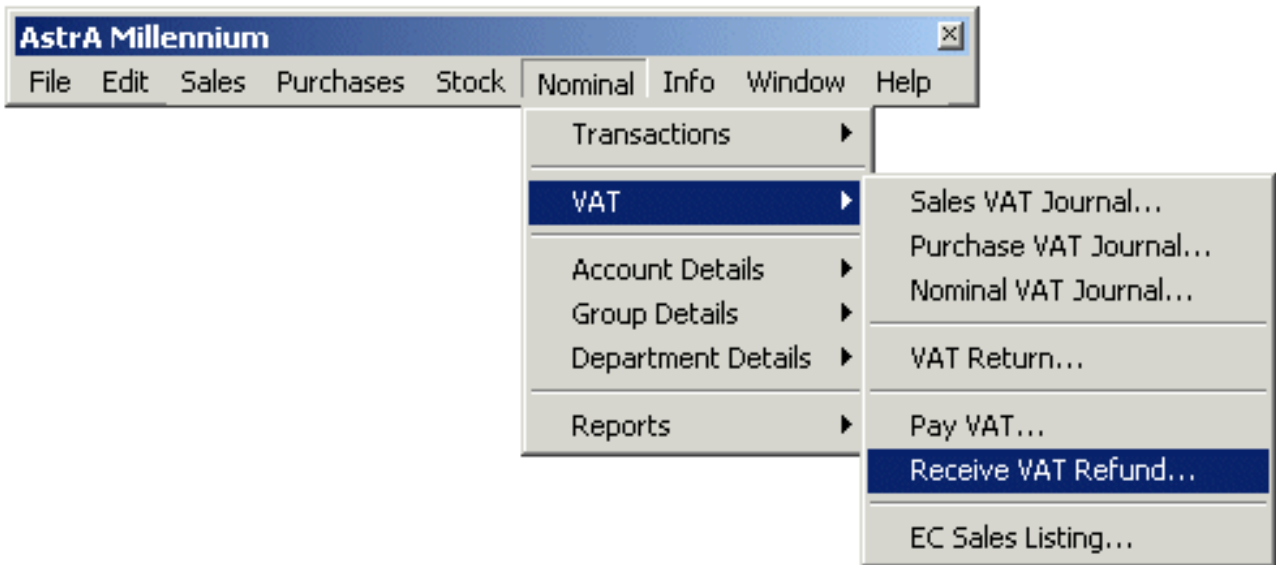 AstrA Millennium
File Edit Sales Purchases Stock Nominal Info Window Help
Transactions
VAT
Account Details
Group Details
Department Details
Reports
Sales VAT Journal...
Purchase VAT Journal...
Nominal VAT Journal...
VAT Return...
Pay VAT...
Receive VAT Refund...
EC Sales Listing...